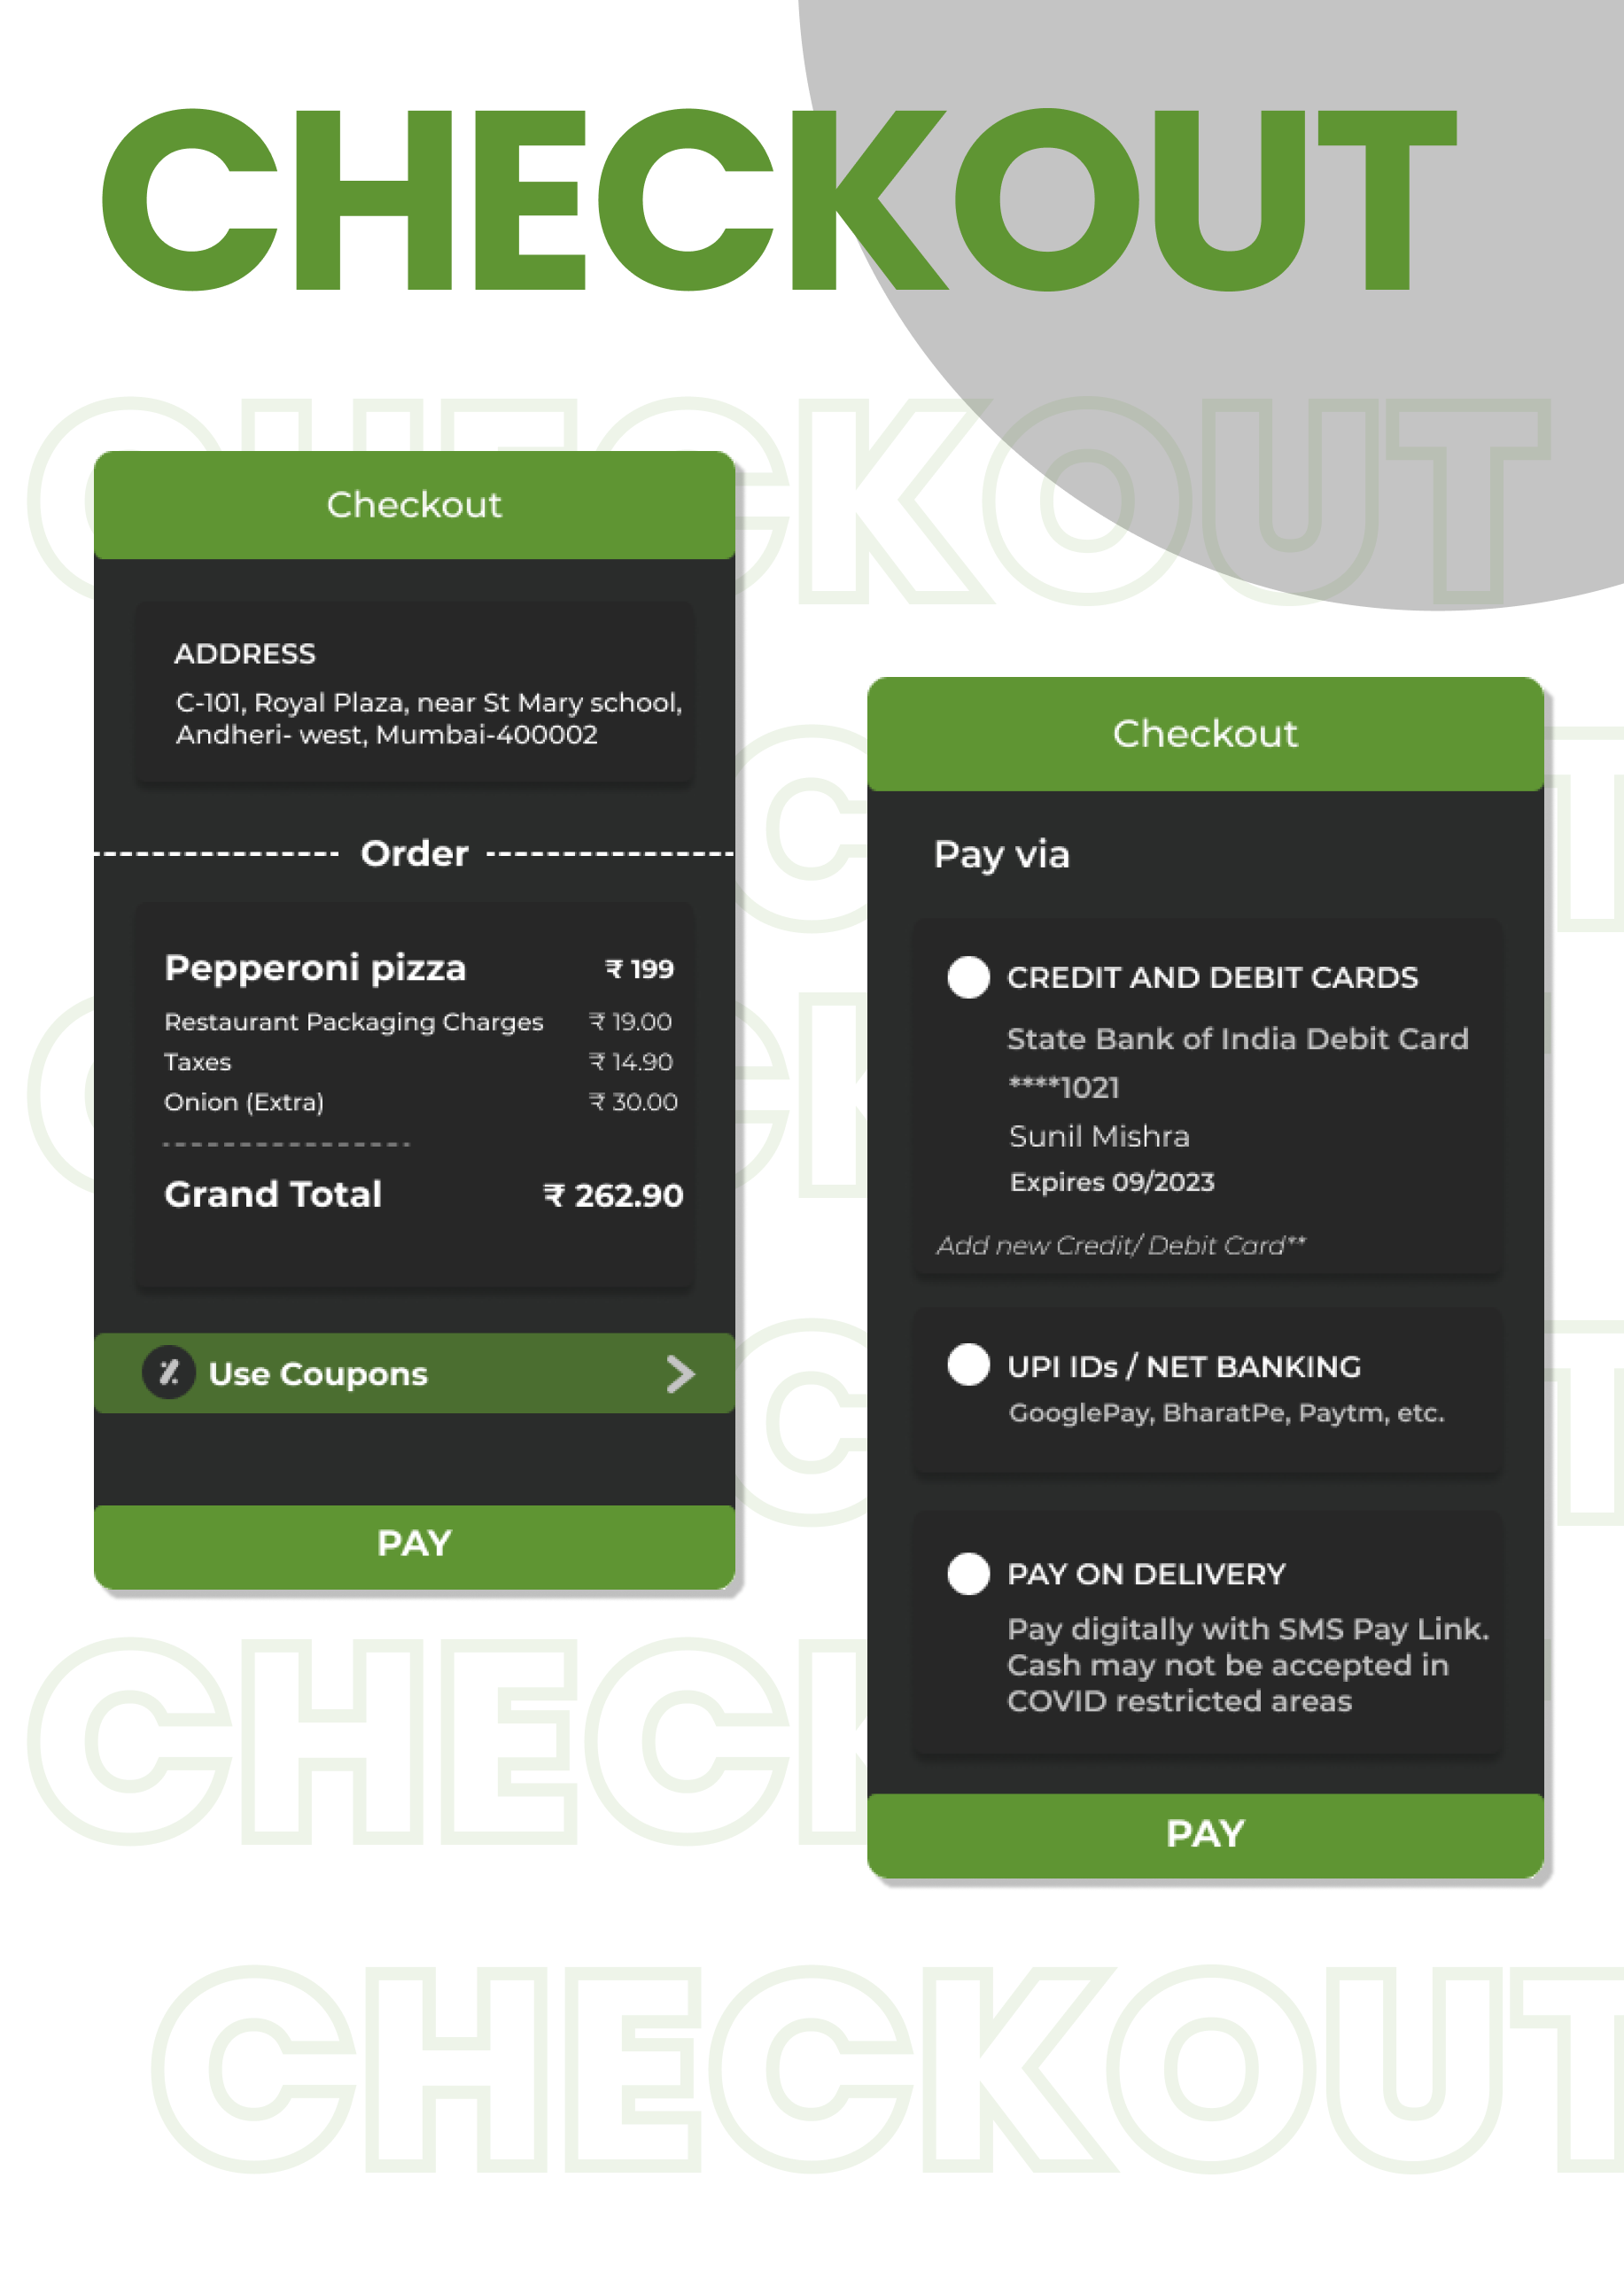 CHECKOUT
CHECKOUT
Checkout
ADDRESS
C-101, Royal Plaza, near St Mary school,
Andheri- west, Mumbai-400002
Order
Pepperoni pizza ₹ 199
Restaurant Packaging Charges ₹ 19.00
Taxes ₹ 14.90
Onion (Extra) ₹ 30.00
Grand Total ₹ 262.90
Use Coupons
PAY
Checkout
Pay via
CREDIT AND DEBIT CARDS
State Bank of India Debit Card
****1021
Sunil Mishra
Expires 09/2023
Add new Credit/ Debit Card**
UPI IDs / NET BANKING
GooglePay, BharatPe, Paytm, etc.
PAY ON DELIVERY
Pay digitally with SMS Pay Link.
Cash may not be accepted in
COVID restricted areas
PAY
CHECK
CHECKOUT